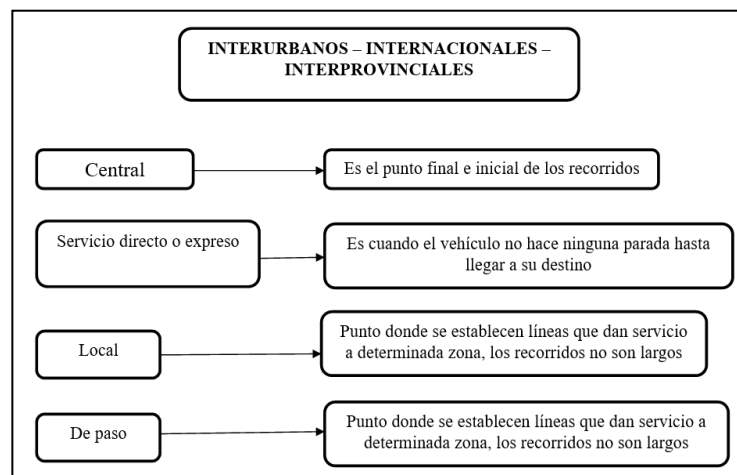 INTERURBANOS – INTERNACIONALES –
INTERPROVINCIALES
Central
Es el punto final e inicial de los recorridos
Servicio directo o expreso
Es cuando el vehículo no hace ninguna parada hasta
llegar a su destino
Local
Punto donde se establecen líneas que dan servicio
a determinada zona, los recorridos no son largos
De paso
Punto donde se establecen líneas que dan servicio a
determinada zona, los recorridos no son largos